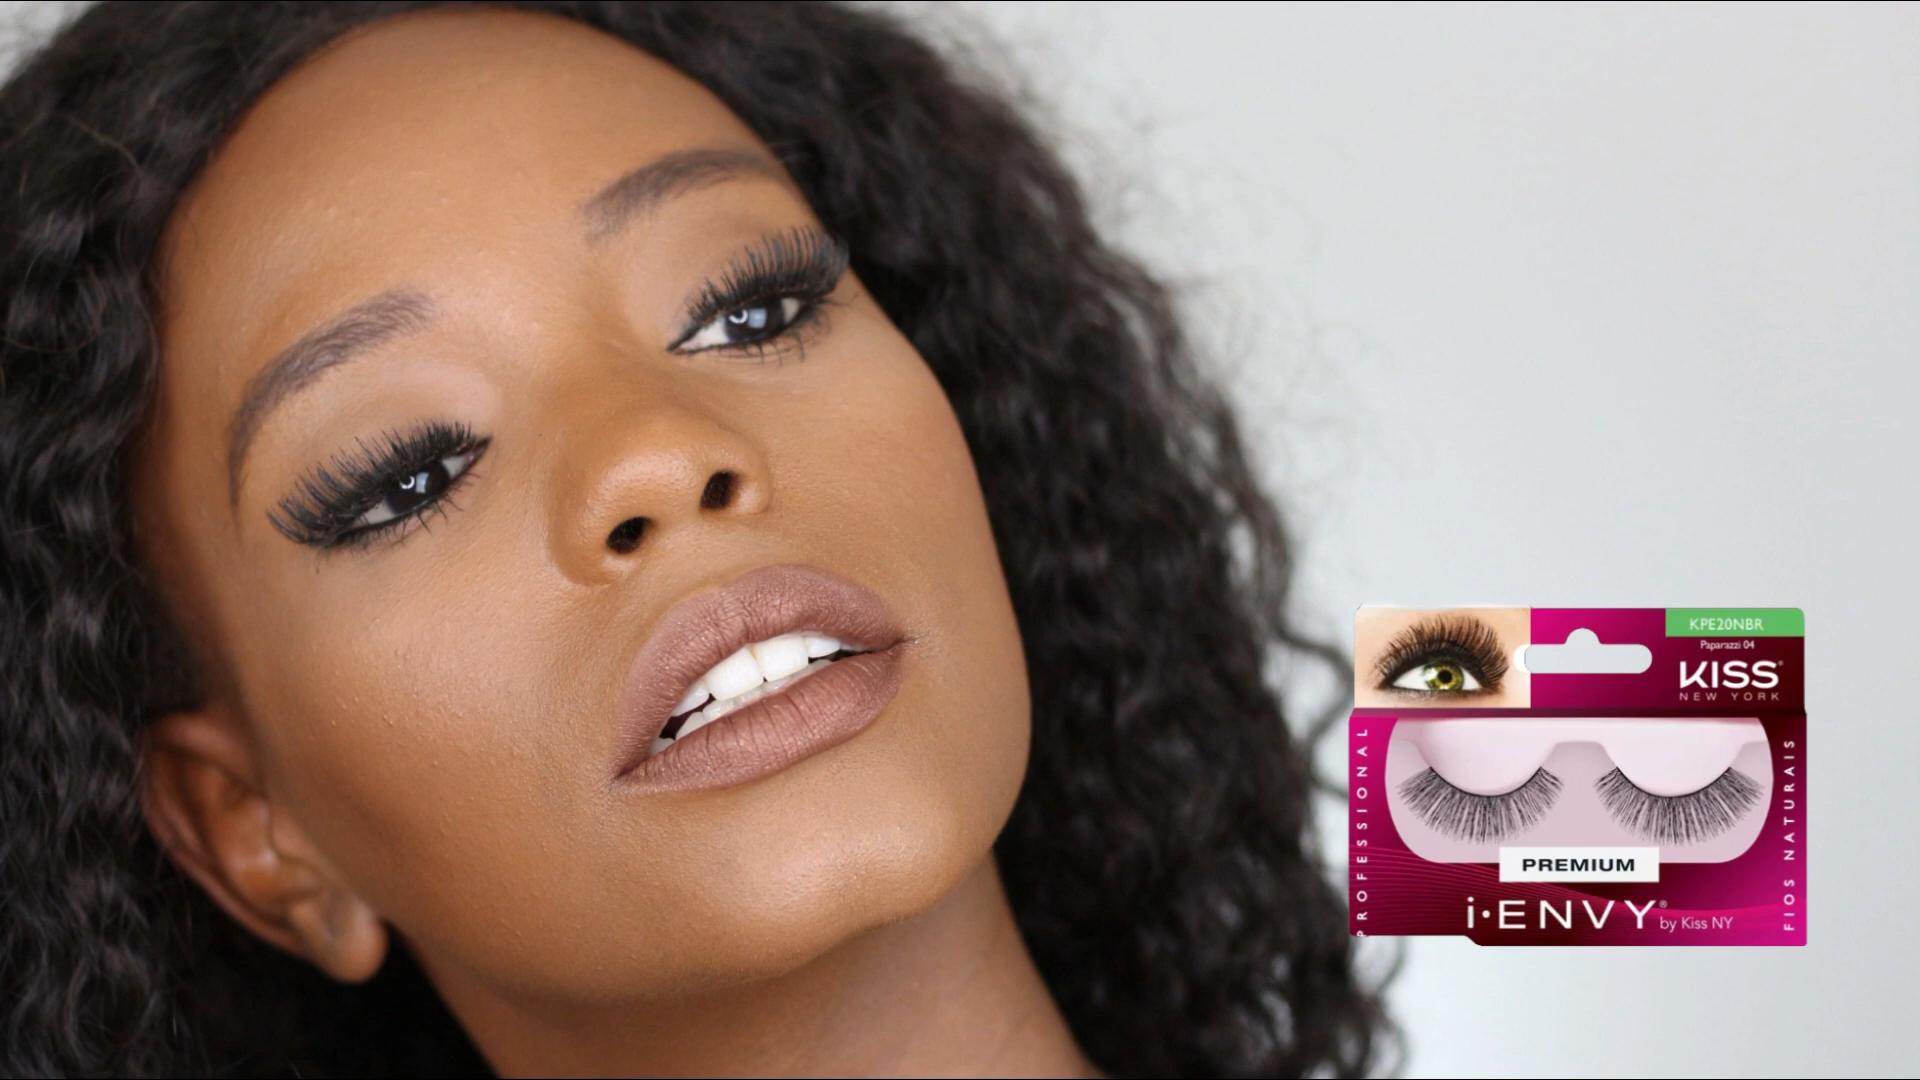 KPE20NBR
Paparazzi 04
KISS®
NEW YORK
PROFESSIONAL
FIOS NATURAIS
PREMIUM
i·ENVY® by Kiss NY